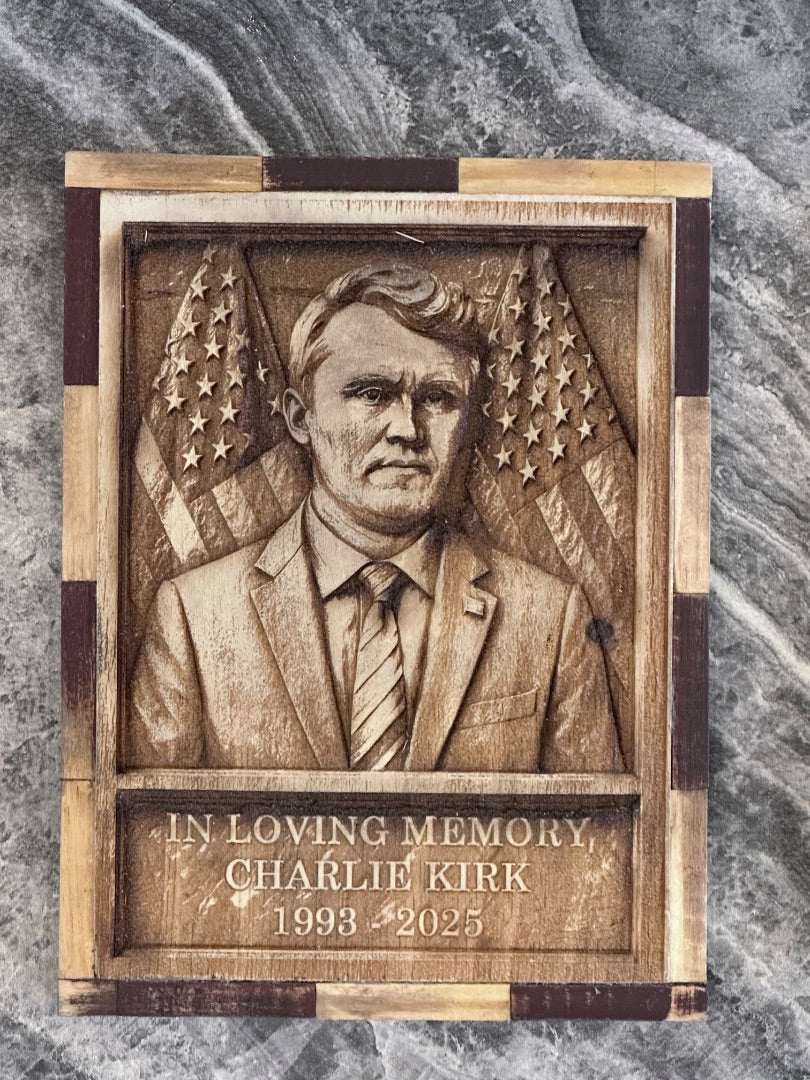 IN LOVING MEMORY
CHARLIE KIRK
1993 - 2025